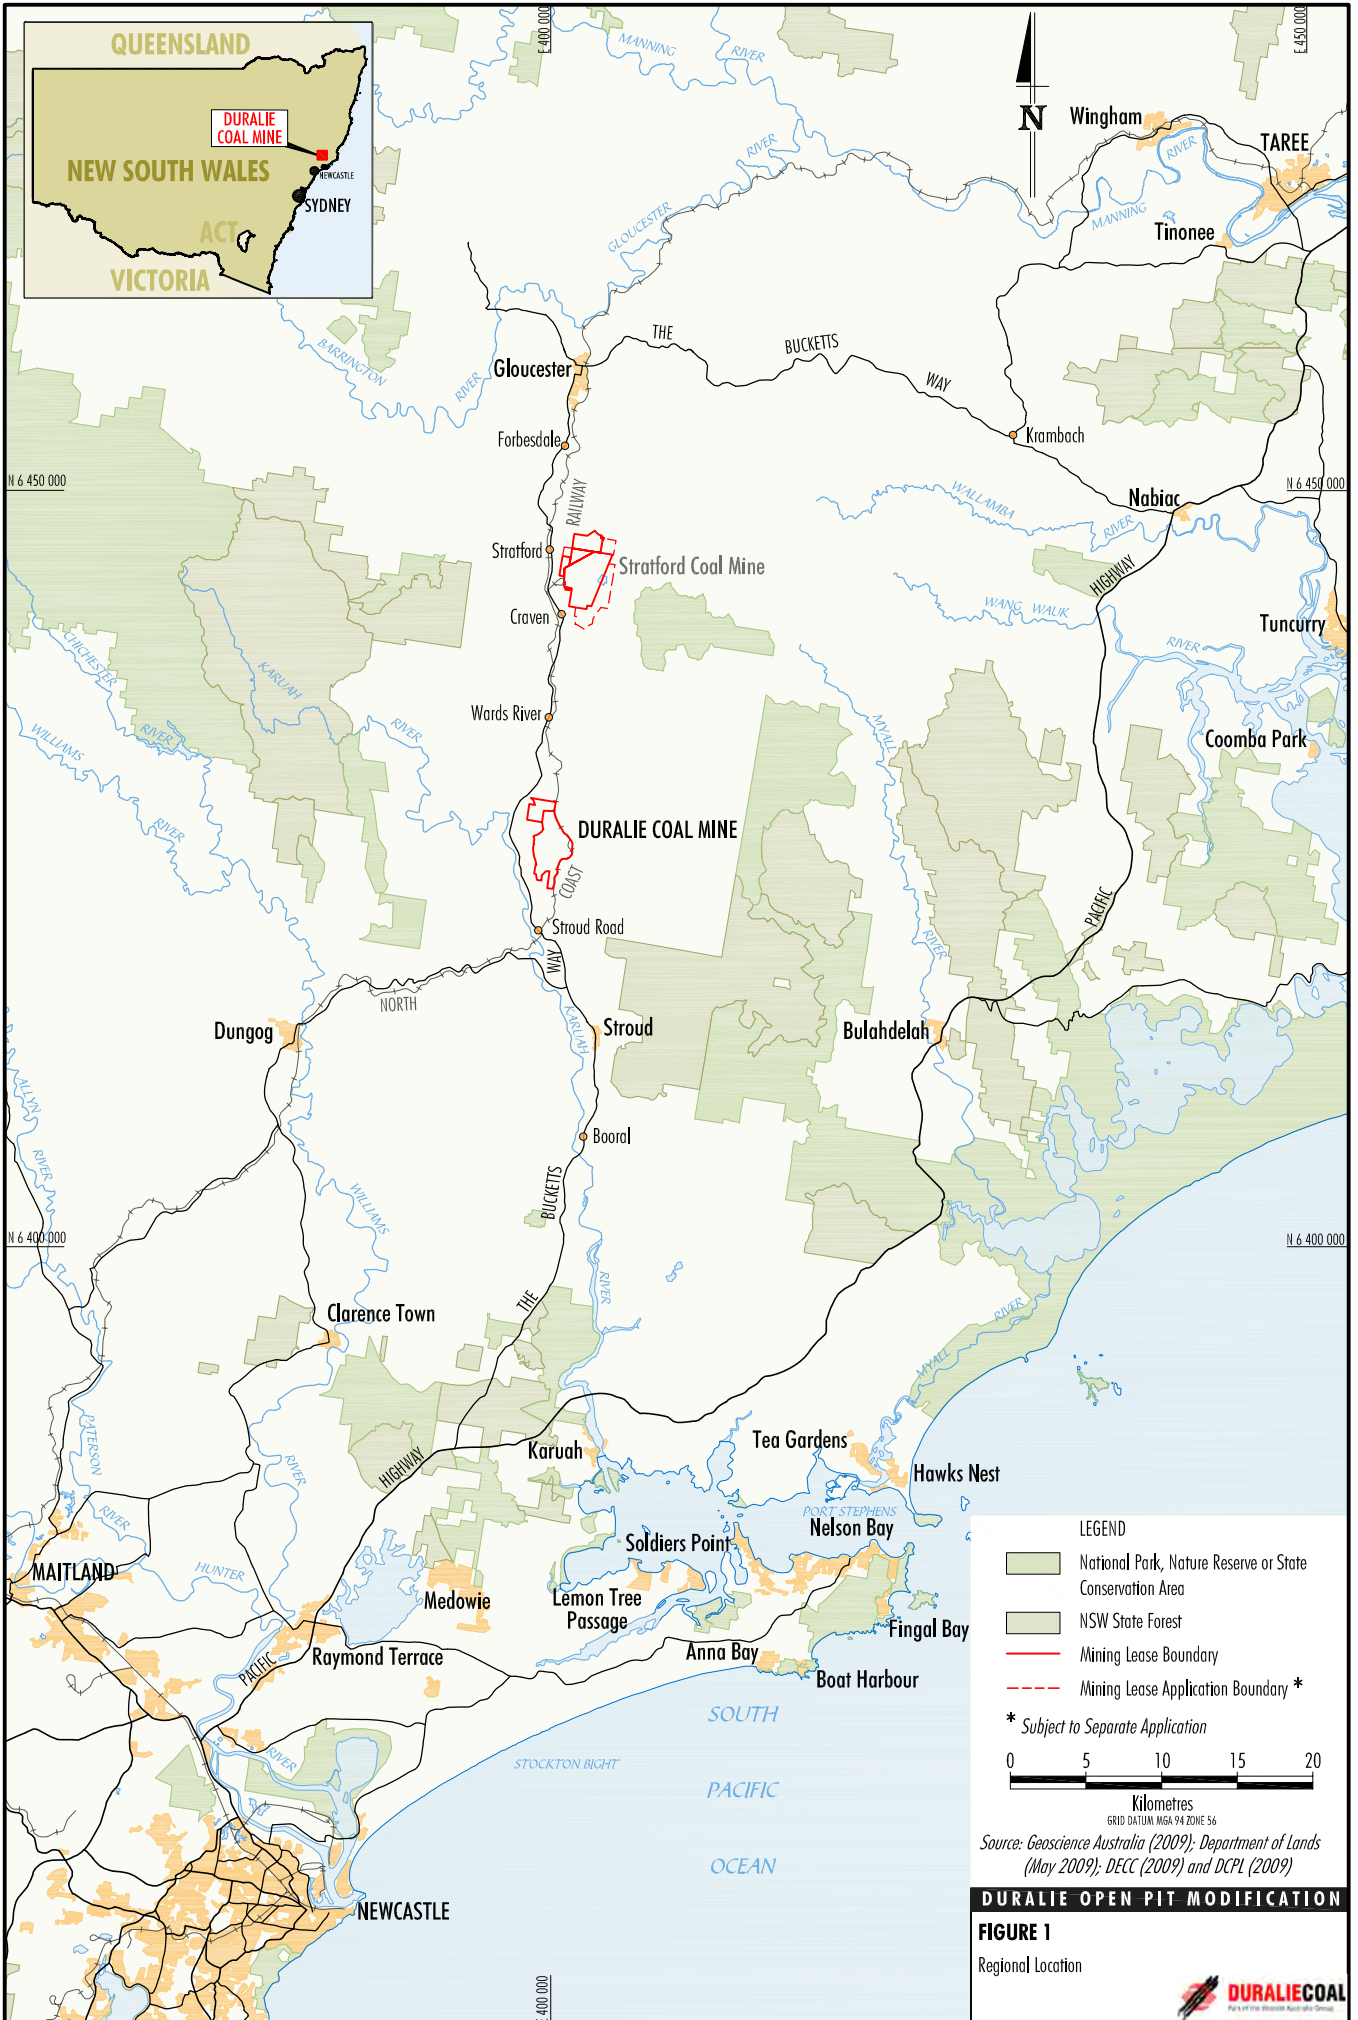 QUEENSLAND
DURALIE
COAL MINE
NEW SOUTH WALES
NEWCASTLE
SYDNEY
ACT
VICTORIA
E 400 000
E 450 000
MANNING
RIVER
N
Wingham
RIVER
TAREE
RIVER
GLOUCESTER
MANNING
Tinonee
BARRINGTON
RIVER
THE
BUCKETTS
WAY
Gloucester
Forbesdale
Krambach
N 6 450 000
N 6 450 000
RAILWAY
WALLAMBA
RIVER
Nabiac
Stratford
Stratford Coal Mine
HIGHWAY
Craven
WANG WAUK
RIVER
Tuncurry
CHICHESTER
RIVER
KARUAH
RIVER
Wards River
WILLIAMS
RIVER
MYALL
Coomba Park
DURALIE COAL MINE
COAST
PACIFIC
Stroud Road
WAY
RIVER
NORTH
Dungog
KARUAH
Stroud
Bulahdelah
ALLYN
RIVER
Booral
WILLIAMS
BUCKETTS
N 6 400 000
N 6 400 000
RIVER
THE
Clarence Town
RIVER
MYALL
PATERSON
RIVER
RIVER
HIGHWAY
Karuah
Tea Gardens
Hawks Nest
PORT STEPHENS
Nelson Bay
Soldiers Point
MAITLAND
HUNTER
Medowie
Lemon Tree
Passage
Fingal Bay
PACIFIC
Raymond Terrace
Anna Bay
Boat Harbour
RIVER
STOCKTON BIGHT
SOUTH
PACIFIC
OCEAN
NEWCASTLE
E 400 000
LEGEND
National Park, Nature Reserve or State
Conservation Area
NSW State Forest
Mining Lease Boundary
Mining Lease Application Boundary *
* Subject to Separate Application
0 5 10 15 20
Kilometres
GRID DATUM MGA 94 ZONE 56
Source: Geoscience Australia (2009); Department of Lands
(May 2009); DECC (2009) and DCPL (2009)
DURALIE OPEN PIT MODIFICATION
FIGURE 1
Regional Location
DURALIECOAL
Part of the Gloucester Australia Group